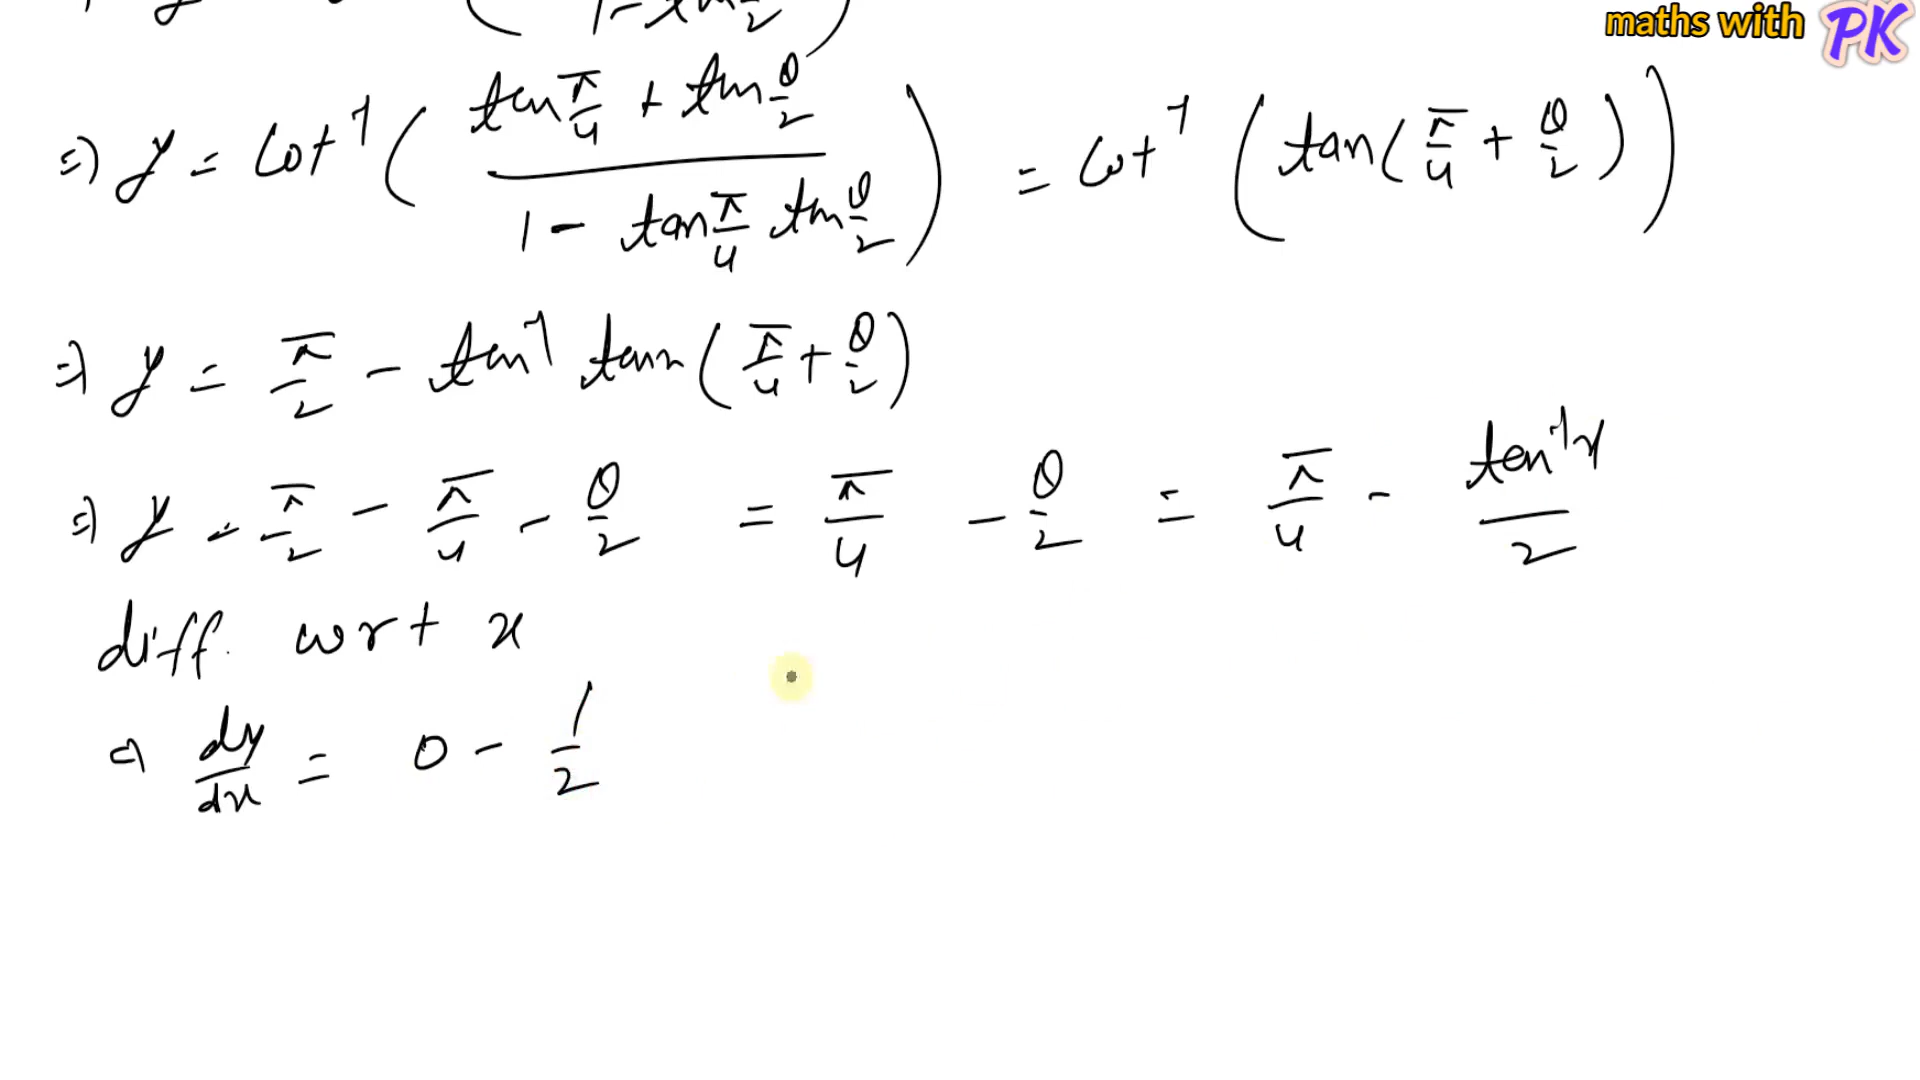 maths with PK
⇒ y = cot⁻¹ ( (tan π/4 + tan θ/2) / (1 - tan π/4 tan θ/2) ) = cot⁻¹ ( tan( π/4 + θ/2 ) )
⇒ y = π/2 - tan⁻¹ tan ( π/4 + θ/2 )
⇒ y = π/2 - π/4 - θ/2 = π/4 - θ/2 = π/4 - tan⁻¹x / 2
diff. wrt x
⇒ dy/dx = 0 - 1/2